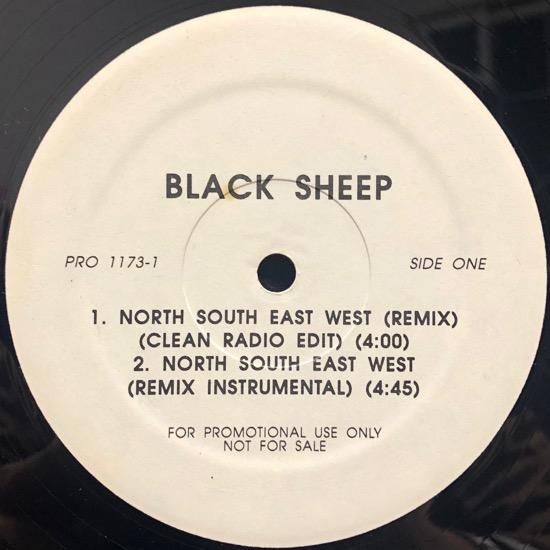 BLACK SHEEP
PRO 1173-1
SIDE ONE
1. NORTH SOUTH EAST WEST (REMIX)
(CLEAN RADIO EDIT) (4:00)
2. NORTH SOUTH EAST WEST
(REMIX INSTRUMENTAL) (4:45)
FOR PROMOTIONAL USE ONLY
NOT FOR SALE